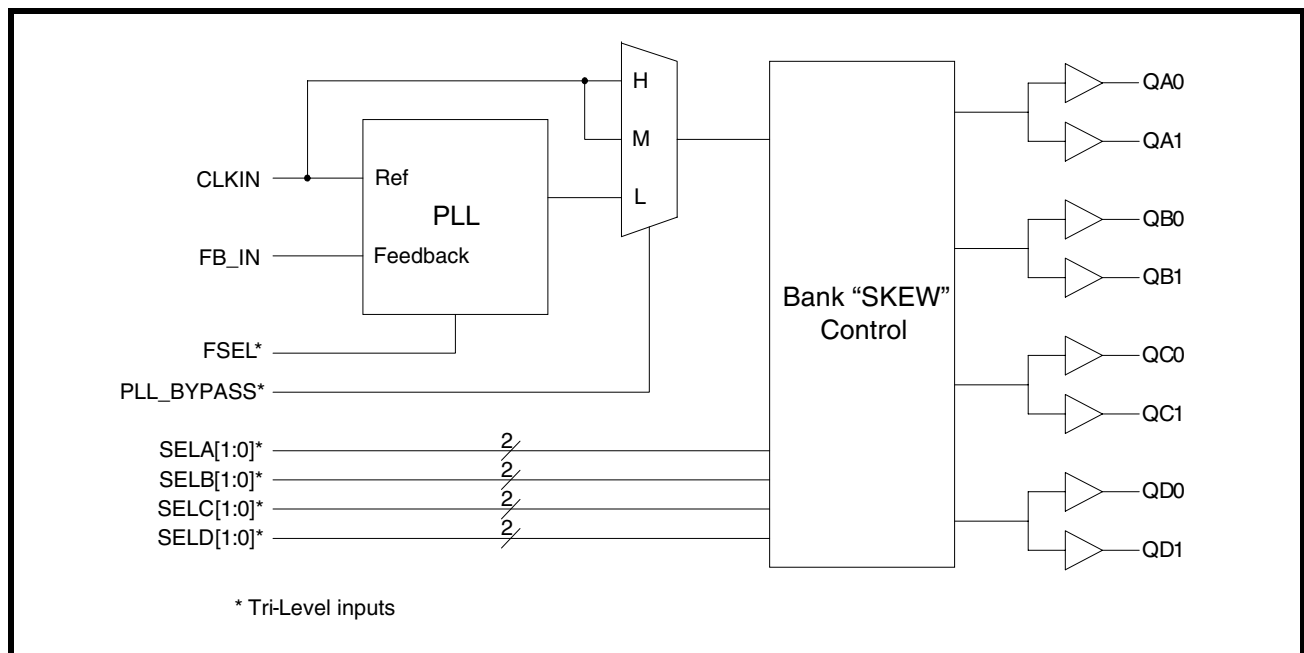 H
QA0
M
QA1
CLKIN
Ref
L
PLL
QB0
FB_IN
Feedback
QB1
Bank “SKEW”
Control
FSEL*
QC0
PLL_BYPASS*
QC1
SELA[1:0]*
2
SELB[1:0]*
2
SELC[1:0]*
2
SELD[1:0]*
2
QD0
QD1
* Tri-Level inputs